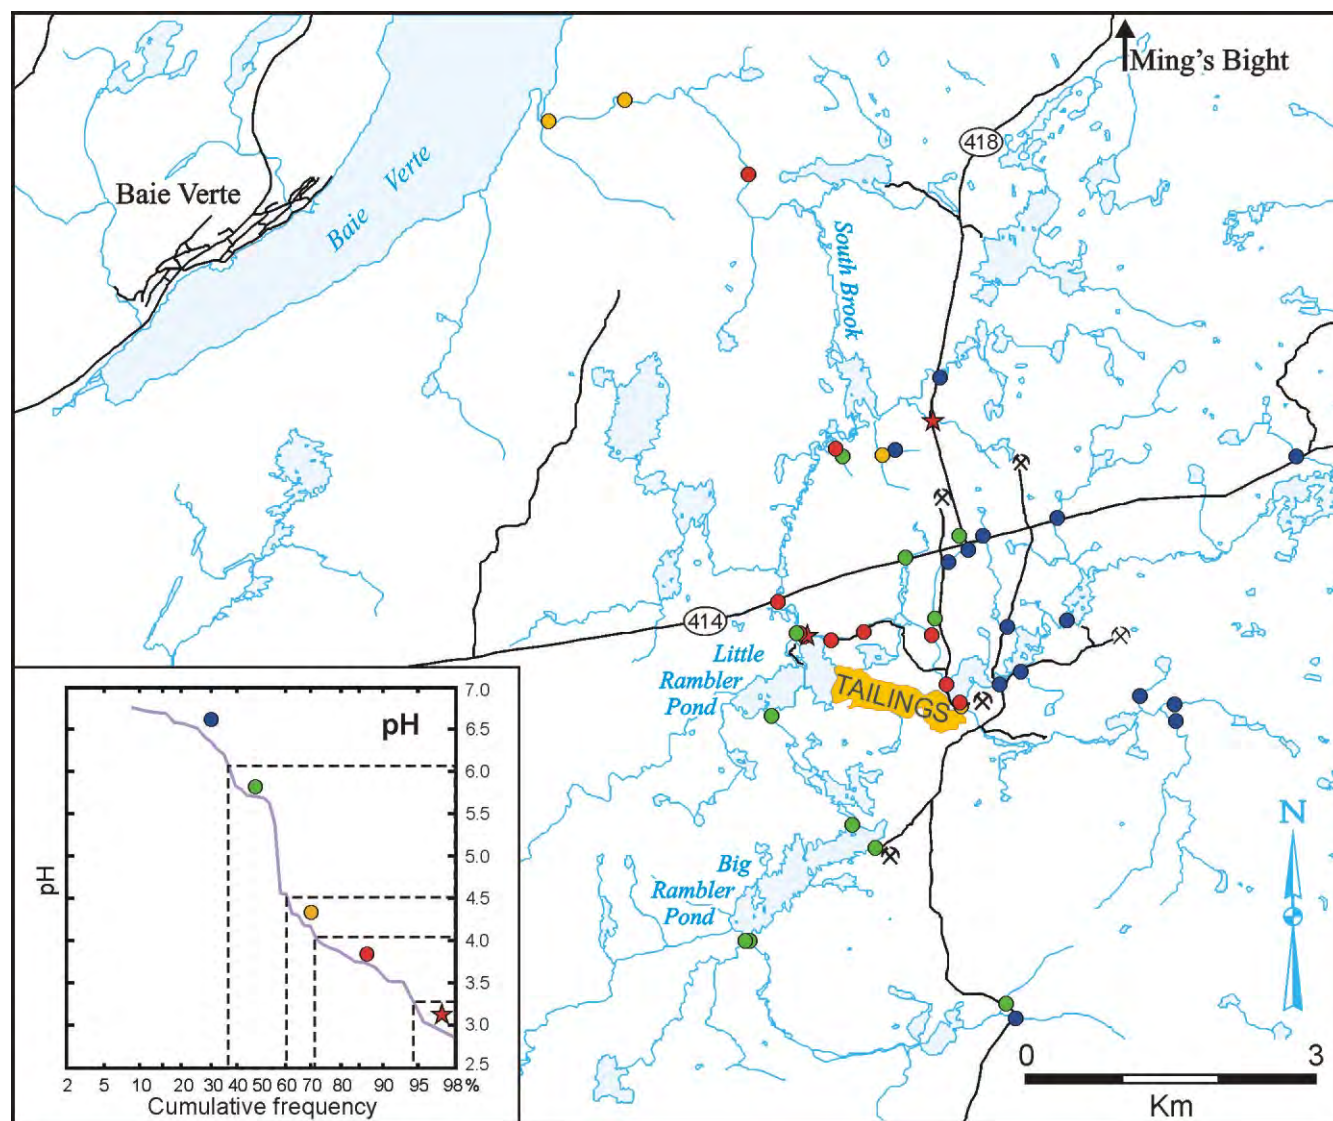 Ming's Bight
418
Baie Verte
Baie Verte
South Brook
414
Little
Rambler
Pond
TAILINGS
Big
Rambler
Pond
N
0 3
Km
pH
pH
7.0
6.5
6.0
5.5
5.0
4.5
4.0
3.5
3.0
2.5
2 5 10 20 30 40 50 60 70 80 90 95 98 %
Cumulative frequency